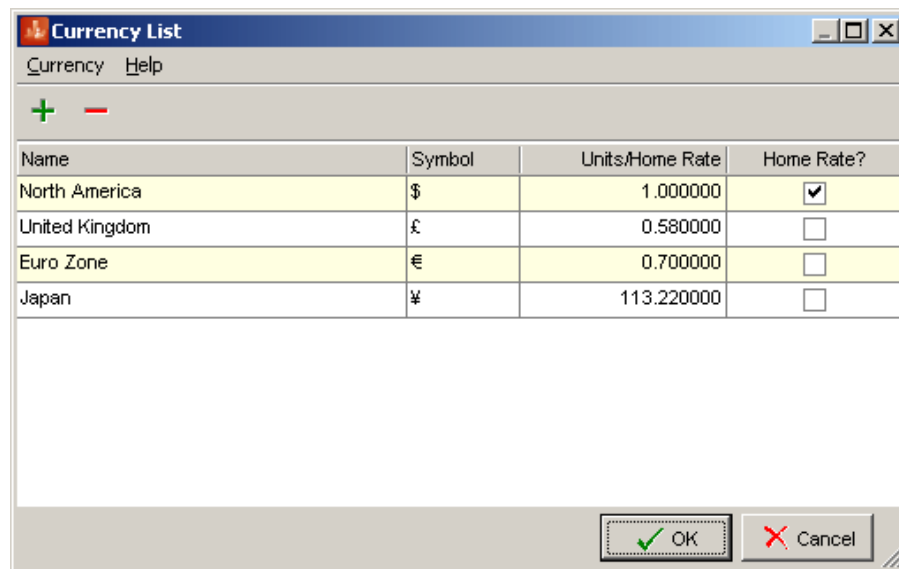 Currency List
Currency Help
Name Symbol Units/Home Rate Home Rate?
North America $ 1.000000
United Kingdom £ 0.580000
Euro Zone € 0.700000
Japan ¥ 113.220000
OK Cancel